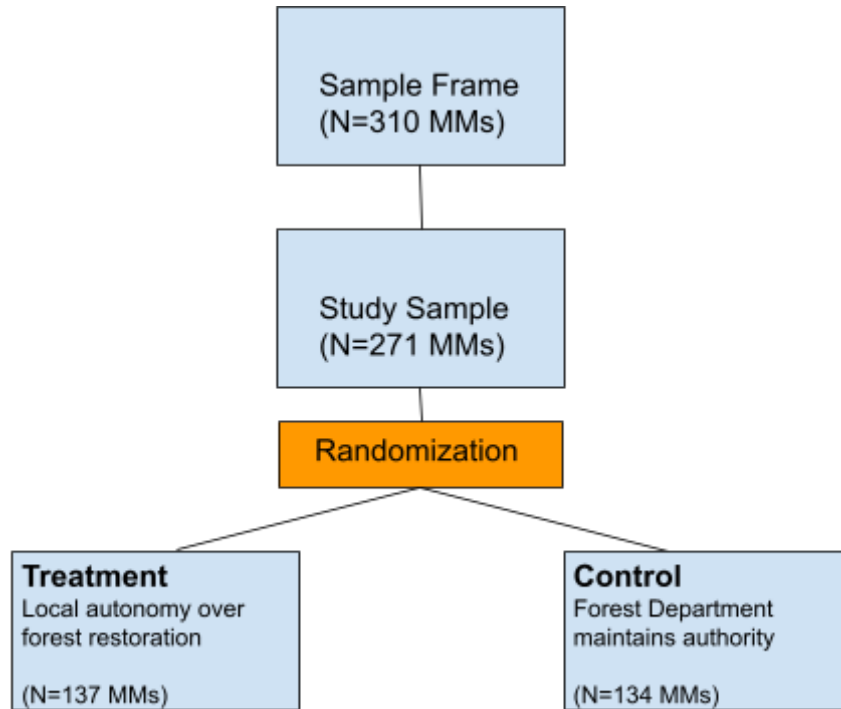 Sample Frame
(N=310 MMs)
Study Sample
(N=271 MMs)
Randomization
Treatment
Local autonomy over
forest restoration
(N=137 MMs)
Control
Forest Department
maintains authority
(N=134 MMs)